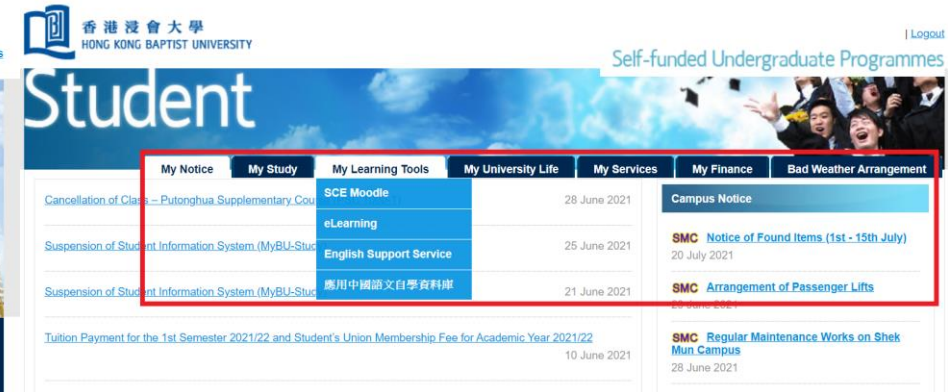 香港浸會大學
HONG KONG BAPTIST UNIVERSITY
| Logout
Self-funded Undergraduate Programmes
Student
My Notice My Study My Learning Tools My University Life My Services My Finance Bad Weather Arrangement
SCE Moodle
eLearning
English Support Service
應用中國語文自學資料庫
Cancellation of Class – Putonghua Supplementary Cou
28 June 2021
Suspension of Student Information System (MyBU-Stud
25 June 2021
Suspension of Student Information System (MyBU-Stud
21 June 2021
Tuition Payment for the 1st Semester 2021/22 and Student's Union Membership Fee for Academic Year 2021/22
10 June 2021
Campus Notice
SMC Notice of Found Items (1st - 15th July)
20 July 2021
SMC Arrangement of Passenger Lifts
June 2021
SMC Regular Maintenance Works on Shek
Mun Campus
28 June 2021